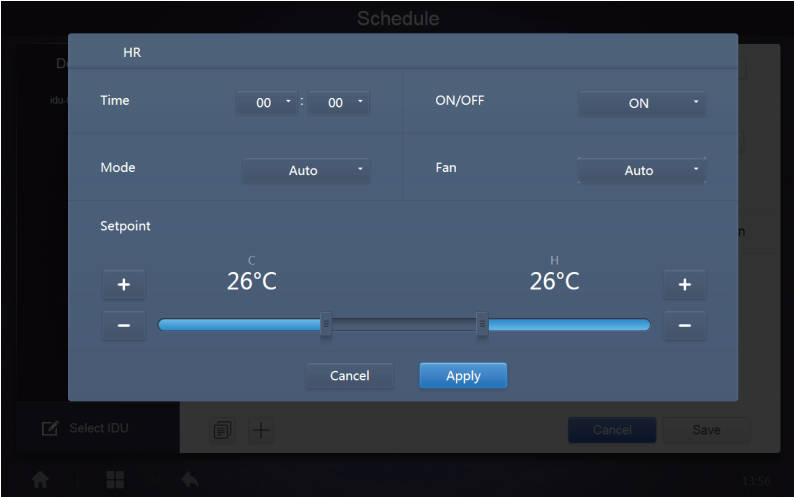 Schedule
HR
Time 00 : 00 ON/OFF ON
Mode Auto Fan Auto
Setpoint
C H
26°C 26°C
+ +
− −
Cancel Apply
Select IDU Cancel Save
13:56